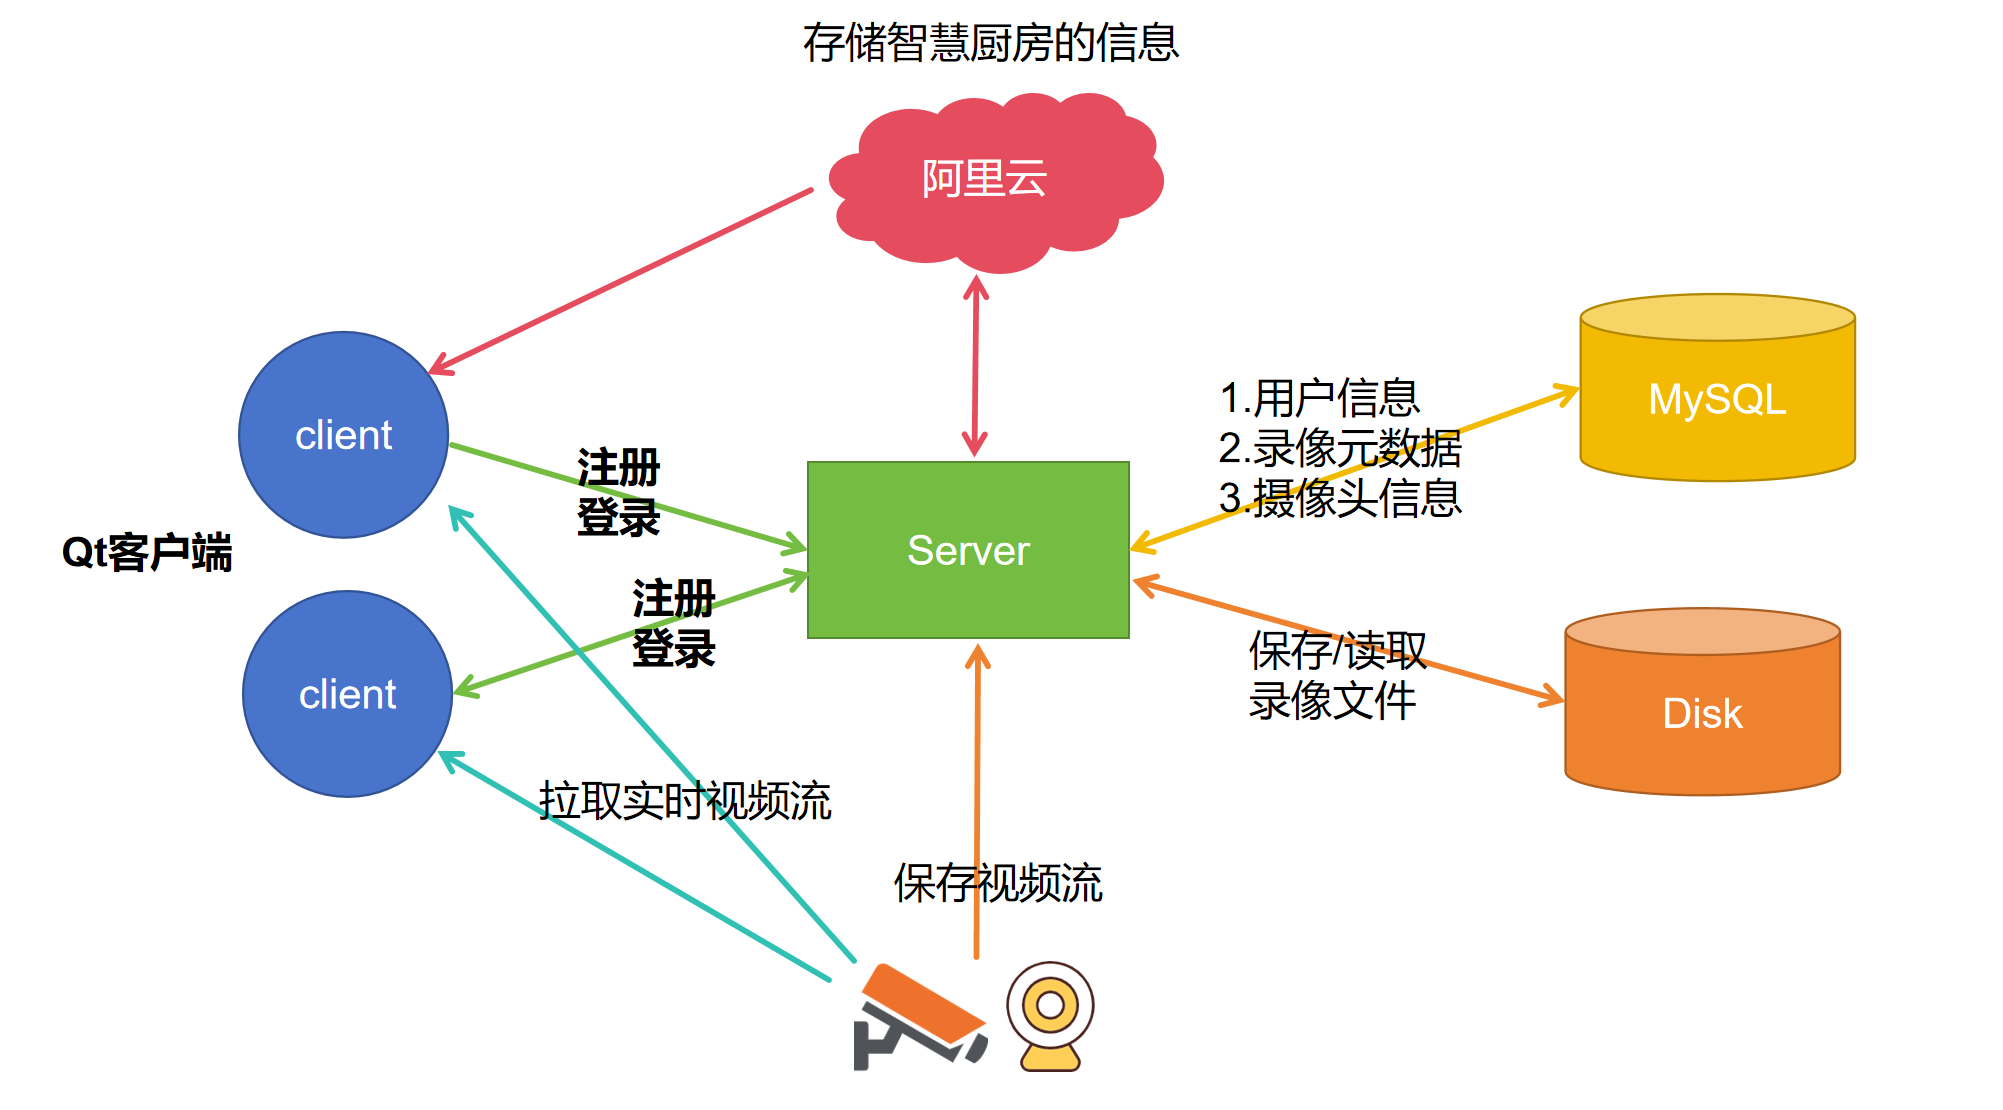 存储智慧厨房的信息
阿里云
client
注册
登录
Qt客户端
client
注册
登录
Server
1.用户信息
2.录像元数据
3.摄像头信息
MySQL
保存/读取
录像文件
Disk
拉取实时视频流
保存视频流